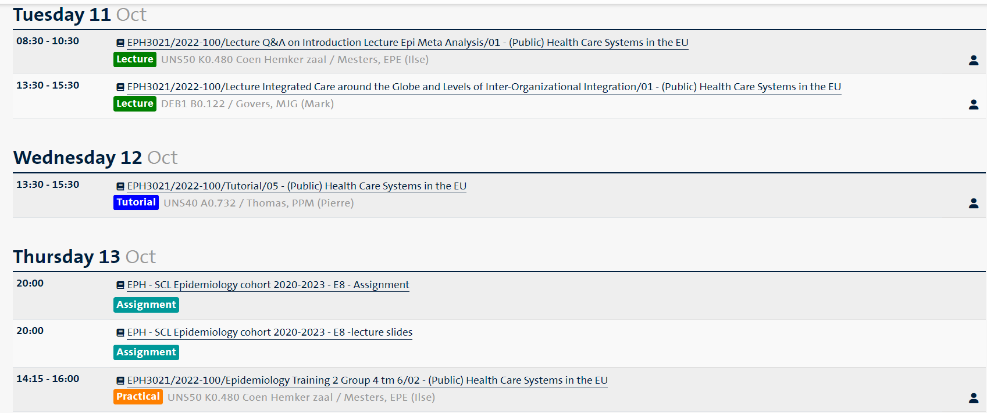 Tuesday 11 Oct
08:30 - 10:30 EPH3021/2022-100/Lecture Q&A on Introduction Lecture Epi Meta Analysis/01 - (Public) Health Care Systems in the EU
Lecture UNS50 K0.480 Coen Hemker zaal / Mesters, EPE (Ilse)
13:30 - 15:30 EPH3021/2022-100/Lecture Integrated Care around the Globe and Levels of Inter-Organizational Integration/01 - (Public) Health Care Systems in the EU
Lecture DEB1 B0.122 / Govers, MJG (Mark)
Wednesday 12 Oct
13:30 - 15:30 EPH3021/2022-100/Tutorial/05 - (Public) Health Care Systems in the EU
Tutorial UNS40 A0.732 / Thomas, PPM (Pierre)
Thursday 13 Oct
20:00 EPH - SCL Epidemiology cohort 2020-2023 - E8 - Assignment
Assignment
20:00 EPH - SCL Epidemiology cohort 2020-2023 - E8 -lecture slides
Assignment
14:15 - 16:00 EPH3021/2022-100/Epidemiology Training 2 Group 4 tm 6/02 - (Public) Health Care Systems in the EU
Practical UNS50 K0.480 Coen Hemker zaal / Mesters, EPE (Ilse)